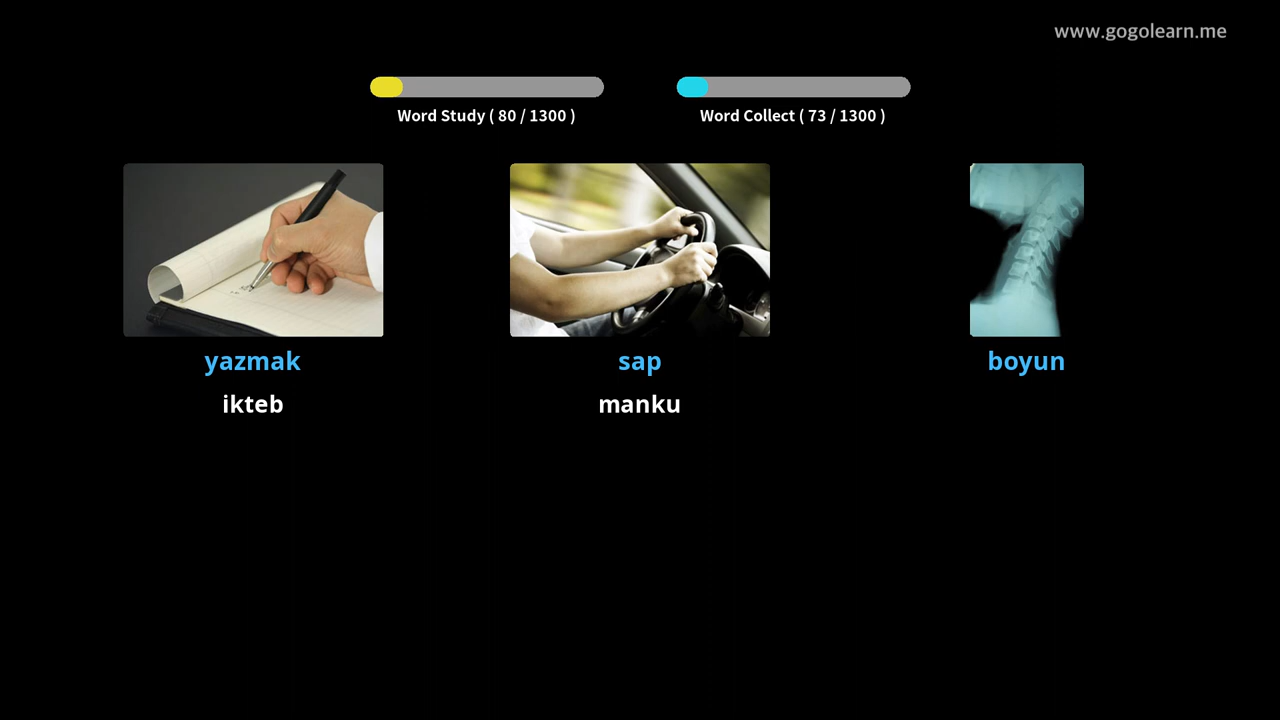 www.gogolearn.me
Word Study ( 80 / 1300 )
Word Collect ( 73 / 1300 )
yazmak
sap
boyun
ikteb
manku